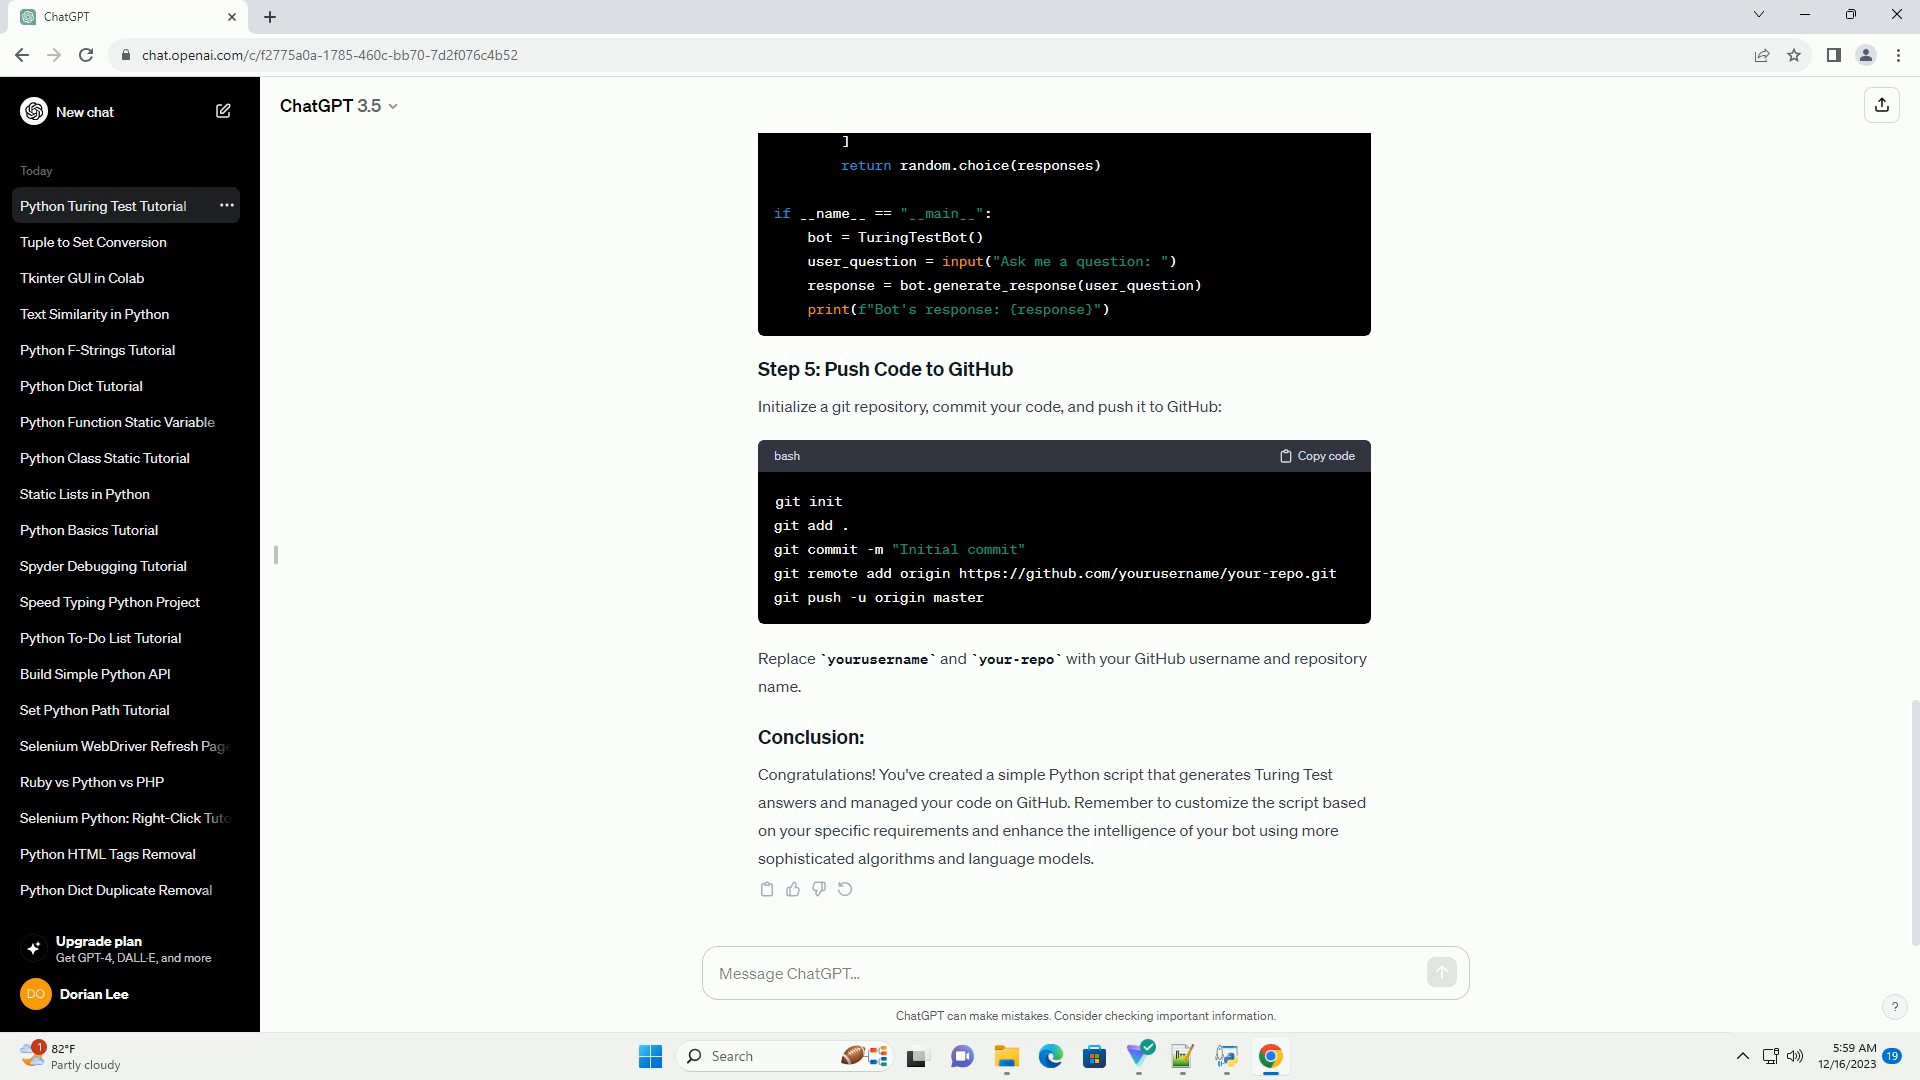 ChatGPT
chat.openai.com/c/f2775a0a-1785-460c-bb70-7d2f076c4b52
New chat
ChatGPT 3.5
Today
Python Turing Test Tutorial
Tuple to Set Conversion
Tkinter GUI in Colab
Text Similarity in Python
Python F-Strings Tutorial
Python Dict Tutorial
Python Function Static Variable
Python Class Static Tutorial
Static Lists in Python
Python Basics Tutorial
Spyder Debugging Tutorial
Speed Typing Python Project
Python To-Do List Tutorial
Build Simple Python API
Set Python Path Tutorial
Selenium WebDriver Refresh Page
Ruby vs Python vs PHP
Selenium Python: Right-Click Tuto
Python HTML Tags Removal
Python Dict Duplicate Removal
Upgrade plan
Get GPT-4, DALL·E, and more
DO Dorian Lee
]
return random.choice(responses)
if __name__ == "__main__":
bot = TuringTestBot()
user_question = input("Ask me a question: ")
response = bot.generate_response(user_question)
print(f"Bot's response: {response}")
Step 5: Push Code to GitHub
Initialize a git repository, commit your code, and push it to GitHub:
bash Copy code
git init
git add .
git commit -m "Initial commit"
git remote add origin https://github.com/yourusername/your-repo.git
git push -u origin master
Replace `yourusername` and `your-repo` with your GitHub username and repository
name.
Conclusion:
Congratulations! You've created a simple Python script that generates Turing Test
answers and managed your code on GitHub. Remember to customize the script based
on your specific requirements and enhance the intelligence of your bot using more
sophisticated algorithms and language models.
Message ChatGPT...
ChatGPT can make mistakes. Consider checking important information.
?
1
82°F
Partly cloudy
Search
5:59 AM
12/16/2023
19